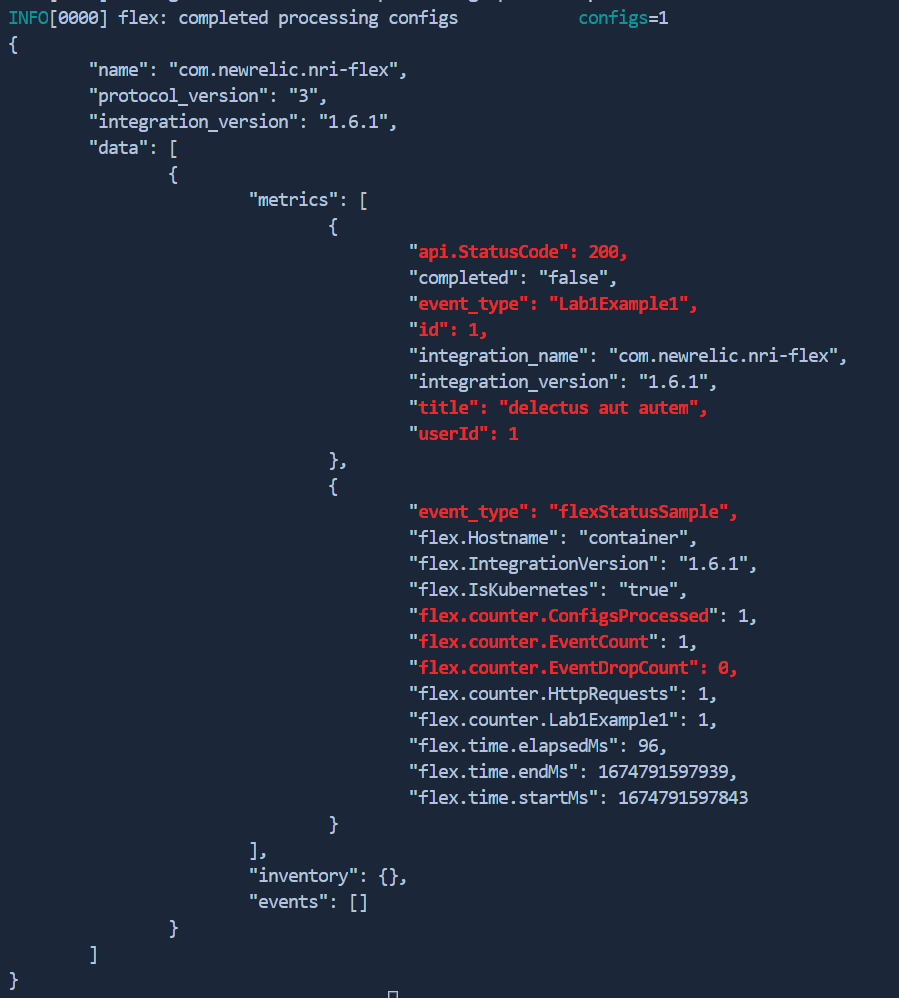 INFO[0000] flex: completed processing configs configs=1
{
"name": "com.newrelic.nri-flex",
"protocol_version": "3",
"integration_version": "1.6.1",
"data": [
{
"metrics": [
{
"api.StatusCode": 200,
"completed": "false",
"event_type": "Lab1Example1",
"id": 1,
"integration_name": "com.newrelic.nri-flex",
"integration_version": "1.6.1",
"title": "delectus aut autem",
"userId": 1
},
{
"event_type": "flexStatusSample",
"flex.Hostname": "container",
"flex.IntegrationVersion": "1.6.1",
"flex.IsKubernetes": "true",
"flex.counter.ConfigsProcessed": 1,
"flex.counter.EventCount": 1,
"flex.counter.EventDropCount": 0,
"flex.counter.HttpRequests": 1,
"flex.counter.Lab1Example1": 1,
"flex.time.elapsedMs": 96,
"flex.time.endMs": 1674791597939,
"flex.time.startMs": 1674791597843
}
],
"inventory": {},
"events": []
}
]
}